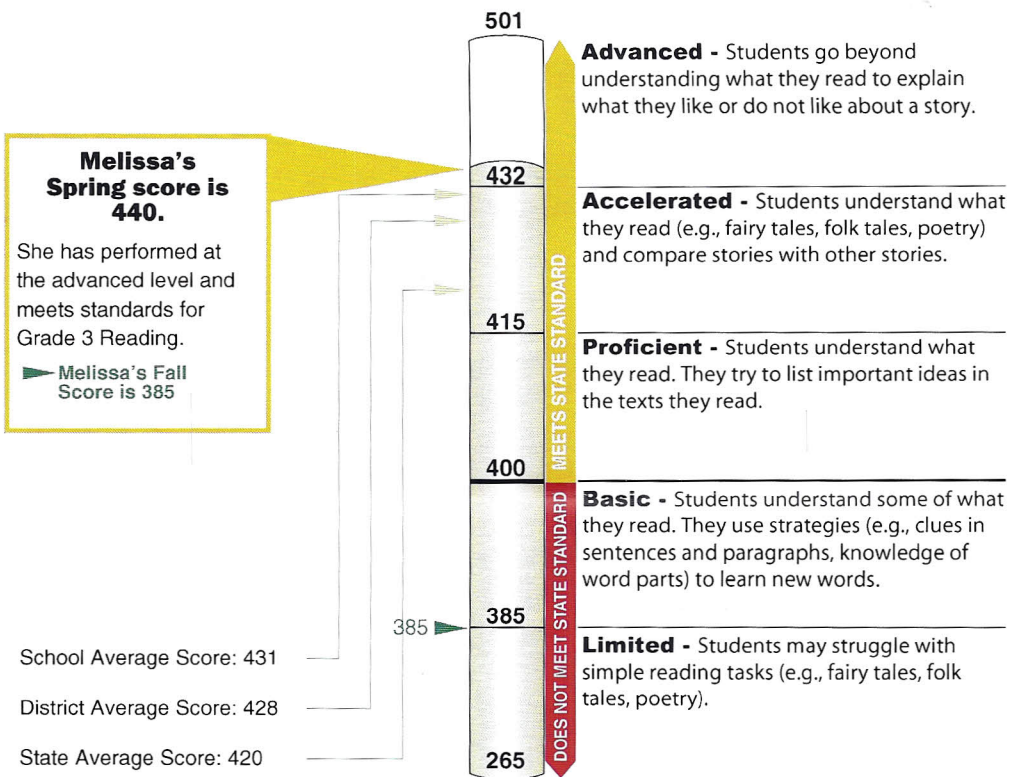 501
Advanced - Students go beyond
understanding what they read to explain
what they like or do not like about a story.
Melissa's
Spring score is
440.
She has performed at
the advanced level and
meets standards for
Grade 3 Reading.
Melissa's Fall
Score is 385
432
Accelerated - Students understand what
they read (e.g., fairy tales, folk tales, poetry)
and compare stories with other stories.
415
Proficient - Students understand what
they read. They try to list important ideas in
the texts they read.
MEETS STATE STANDARD
400
Basic - Students understand some of what
they read. They use strategies (e.g., clues in
sentences and paragraphs, knowledge of
word parts) to learn new words.
385
385
Limited - Students may struggle with
simple reading tasks (e.g., fairy tales, folk
tales, poetry).
DOES NOT MEET STATE STANDARD
265
School Average Score: 431
District Average Score: 428
State Average Score: 420